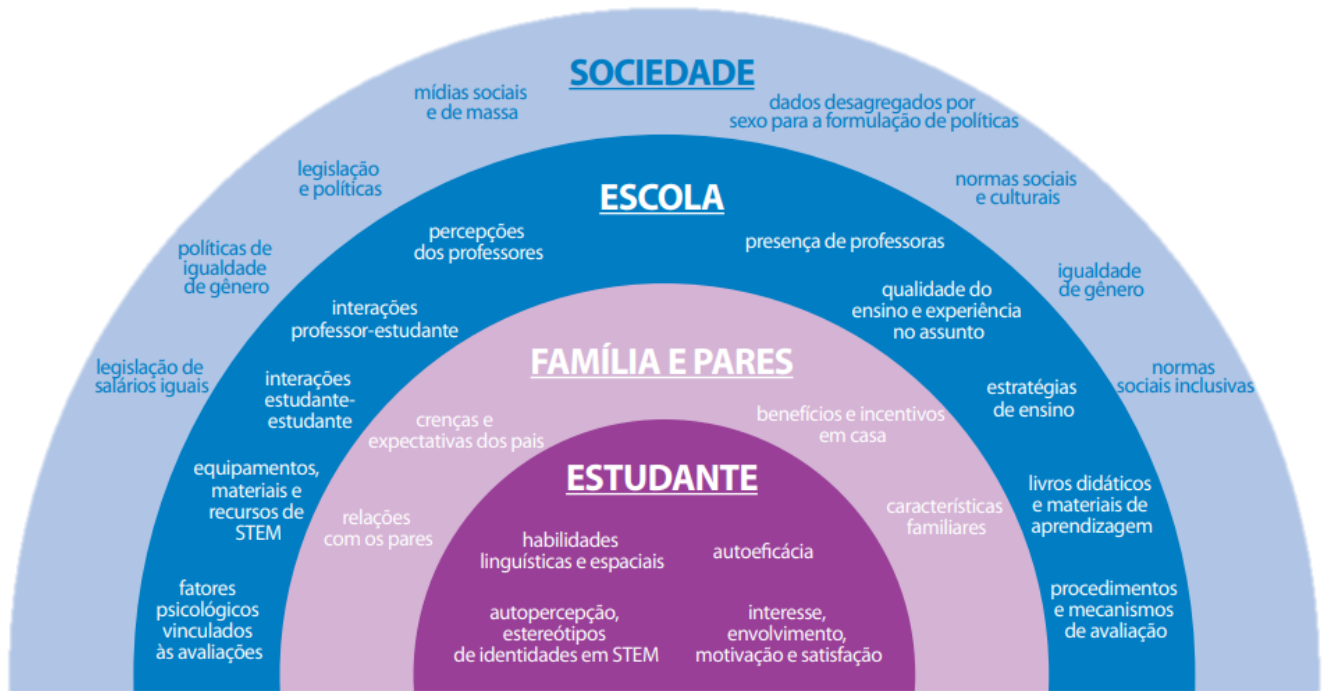 SOCIEDADE
mídias sociais
e de massa
dados desagregados por
sexo para a formulação de políticas
legislação
e políticas
normas sociais
e culturais
políticas de
igualdade
de gênero
igualdade
de gênero
legislação de
salários iguais
normas
sociais inclusivas
ESCOLA
percepções
dos professores
presença de professoras
interações
professor-estudante
qualidade do
ensino e experiência
no assunto
interações
estudante-
estudante
estratégias
de ensino
equipamentos,
materiais e
recursos de
STEM
livros didáticos
e materiais de
aprendizagem
fatores
psicológicos
vinculados
às avaliações
procedimentos
e mecanismos
de avaliação
FAMÍLIA E PARES
crenças e
expectativas dos pais
benefícios e incentivos
em casa
relações
com os pares
características
familiares
ESTUDANTE
habilidades
linguísticas e espaciais
autoeficácia
autopercepção,
estereótipos
de identidades em STEM
interesse,
envolvimento,
motivação e satisfação